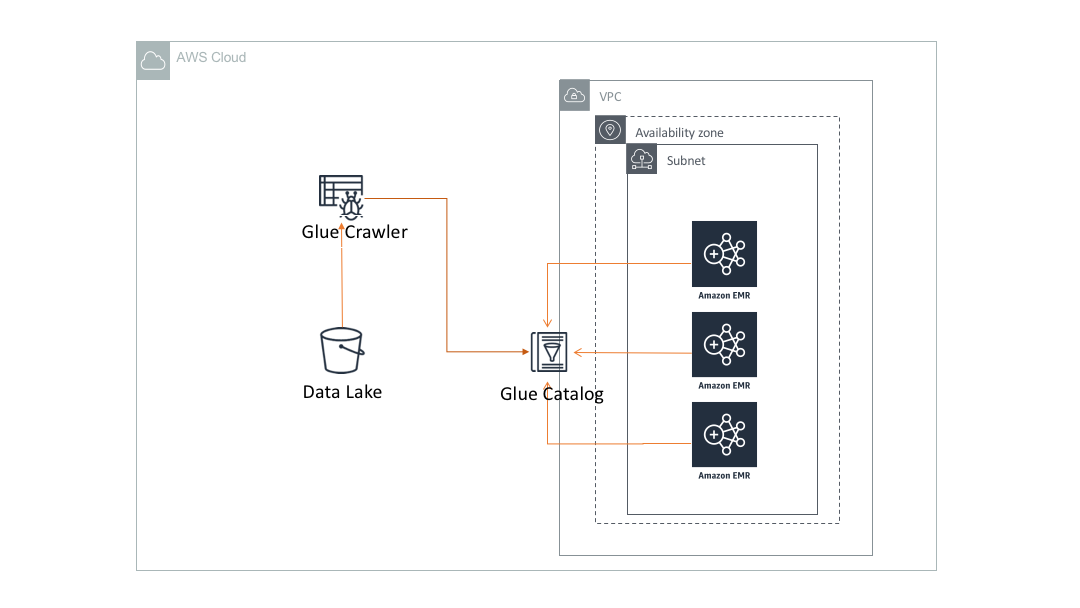 AWS Cloud
VPC
Availability zone
Subnet
Glue Crawler
Amazon EMR
Amazon EMR
Data Lake
Glue Catalog
Amazon EMR